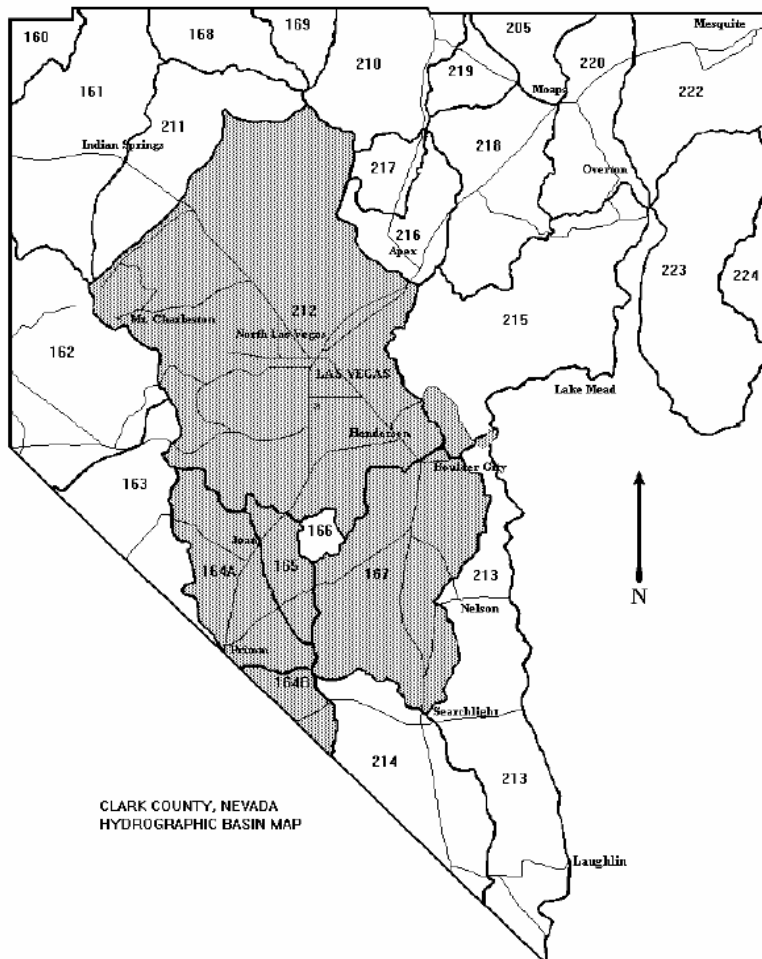 160
168
169
210
205
Mesquite
161
219
220
Moapa
222
211
Indian Springs
217
218
Overton
216
Apex
223
224
212
215
Mt. Charleston
North Las Vegas
162
LAS VEGAS
Lake Mead
Henderson
Boulder City
163
166
Jean
165
164A
167
213
Nelson
N
Primm
164B
Searchlight
214
213
CLARK COUNTY, NEVADA
HYDROGRAPHIC BASIN MAP
Laughlin